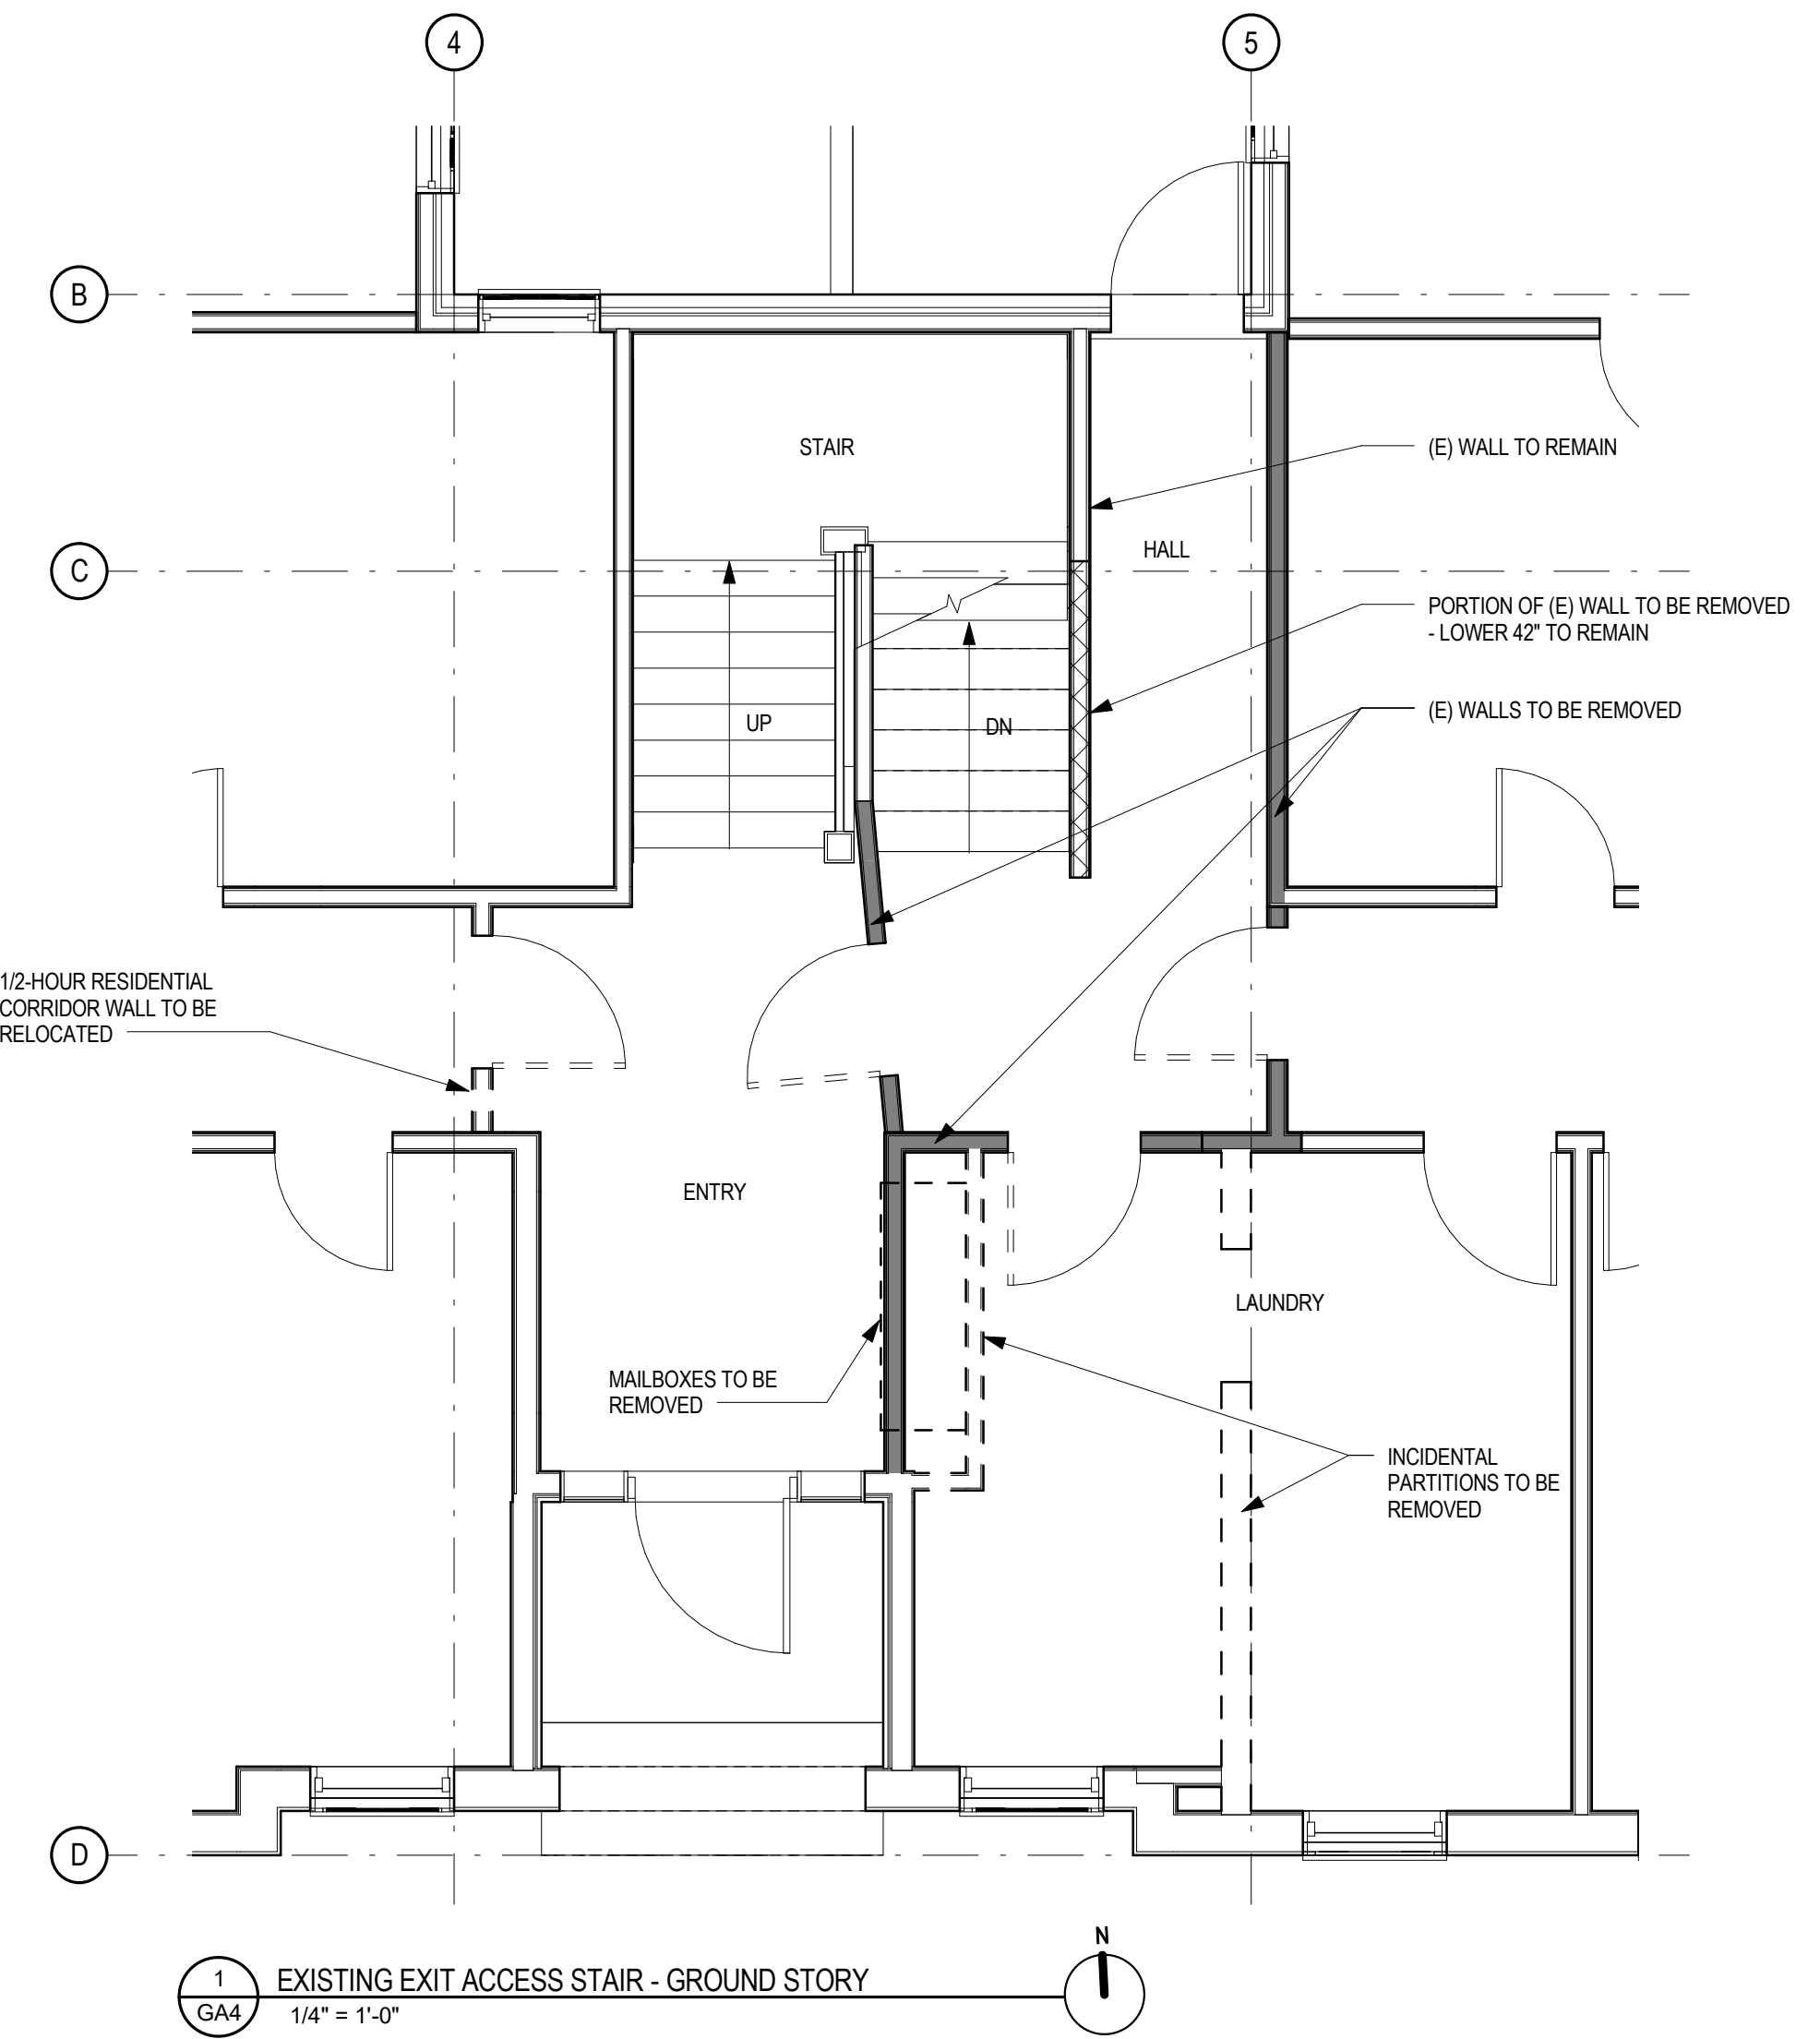 4
5
B
STAIR
(E) WALL TO REMAIN
HALL
C
PORTION OF (E) WALL TO BE REMOVED
- LOWER 42" TO REMAIN
(E) WALLS TO BE REMOVED
UP
DN
1/2-HOUR RESIDENTIAL
CORRIDOR WALL TO BE
RELOCATED
ENTRY
LAUNDRY
MAILBOXES TO BE
REMOVED
INCIDENTAL
PARTITIONS TO BE
REMOVED
D
N
1
GA4
EXISTING EXIT ACCESS STAIR - GROUND STORY
1/4" = 1'-0"